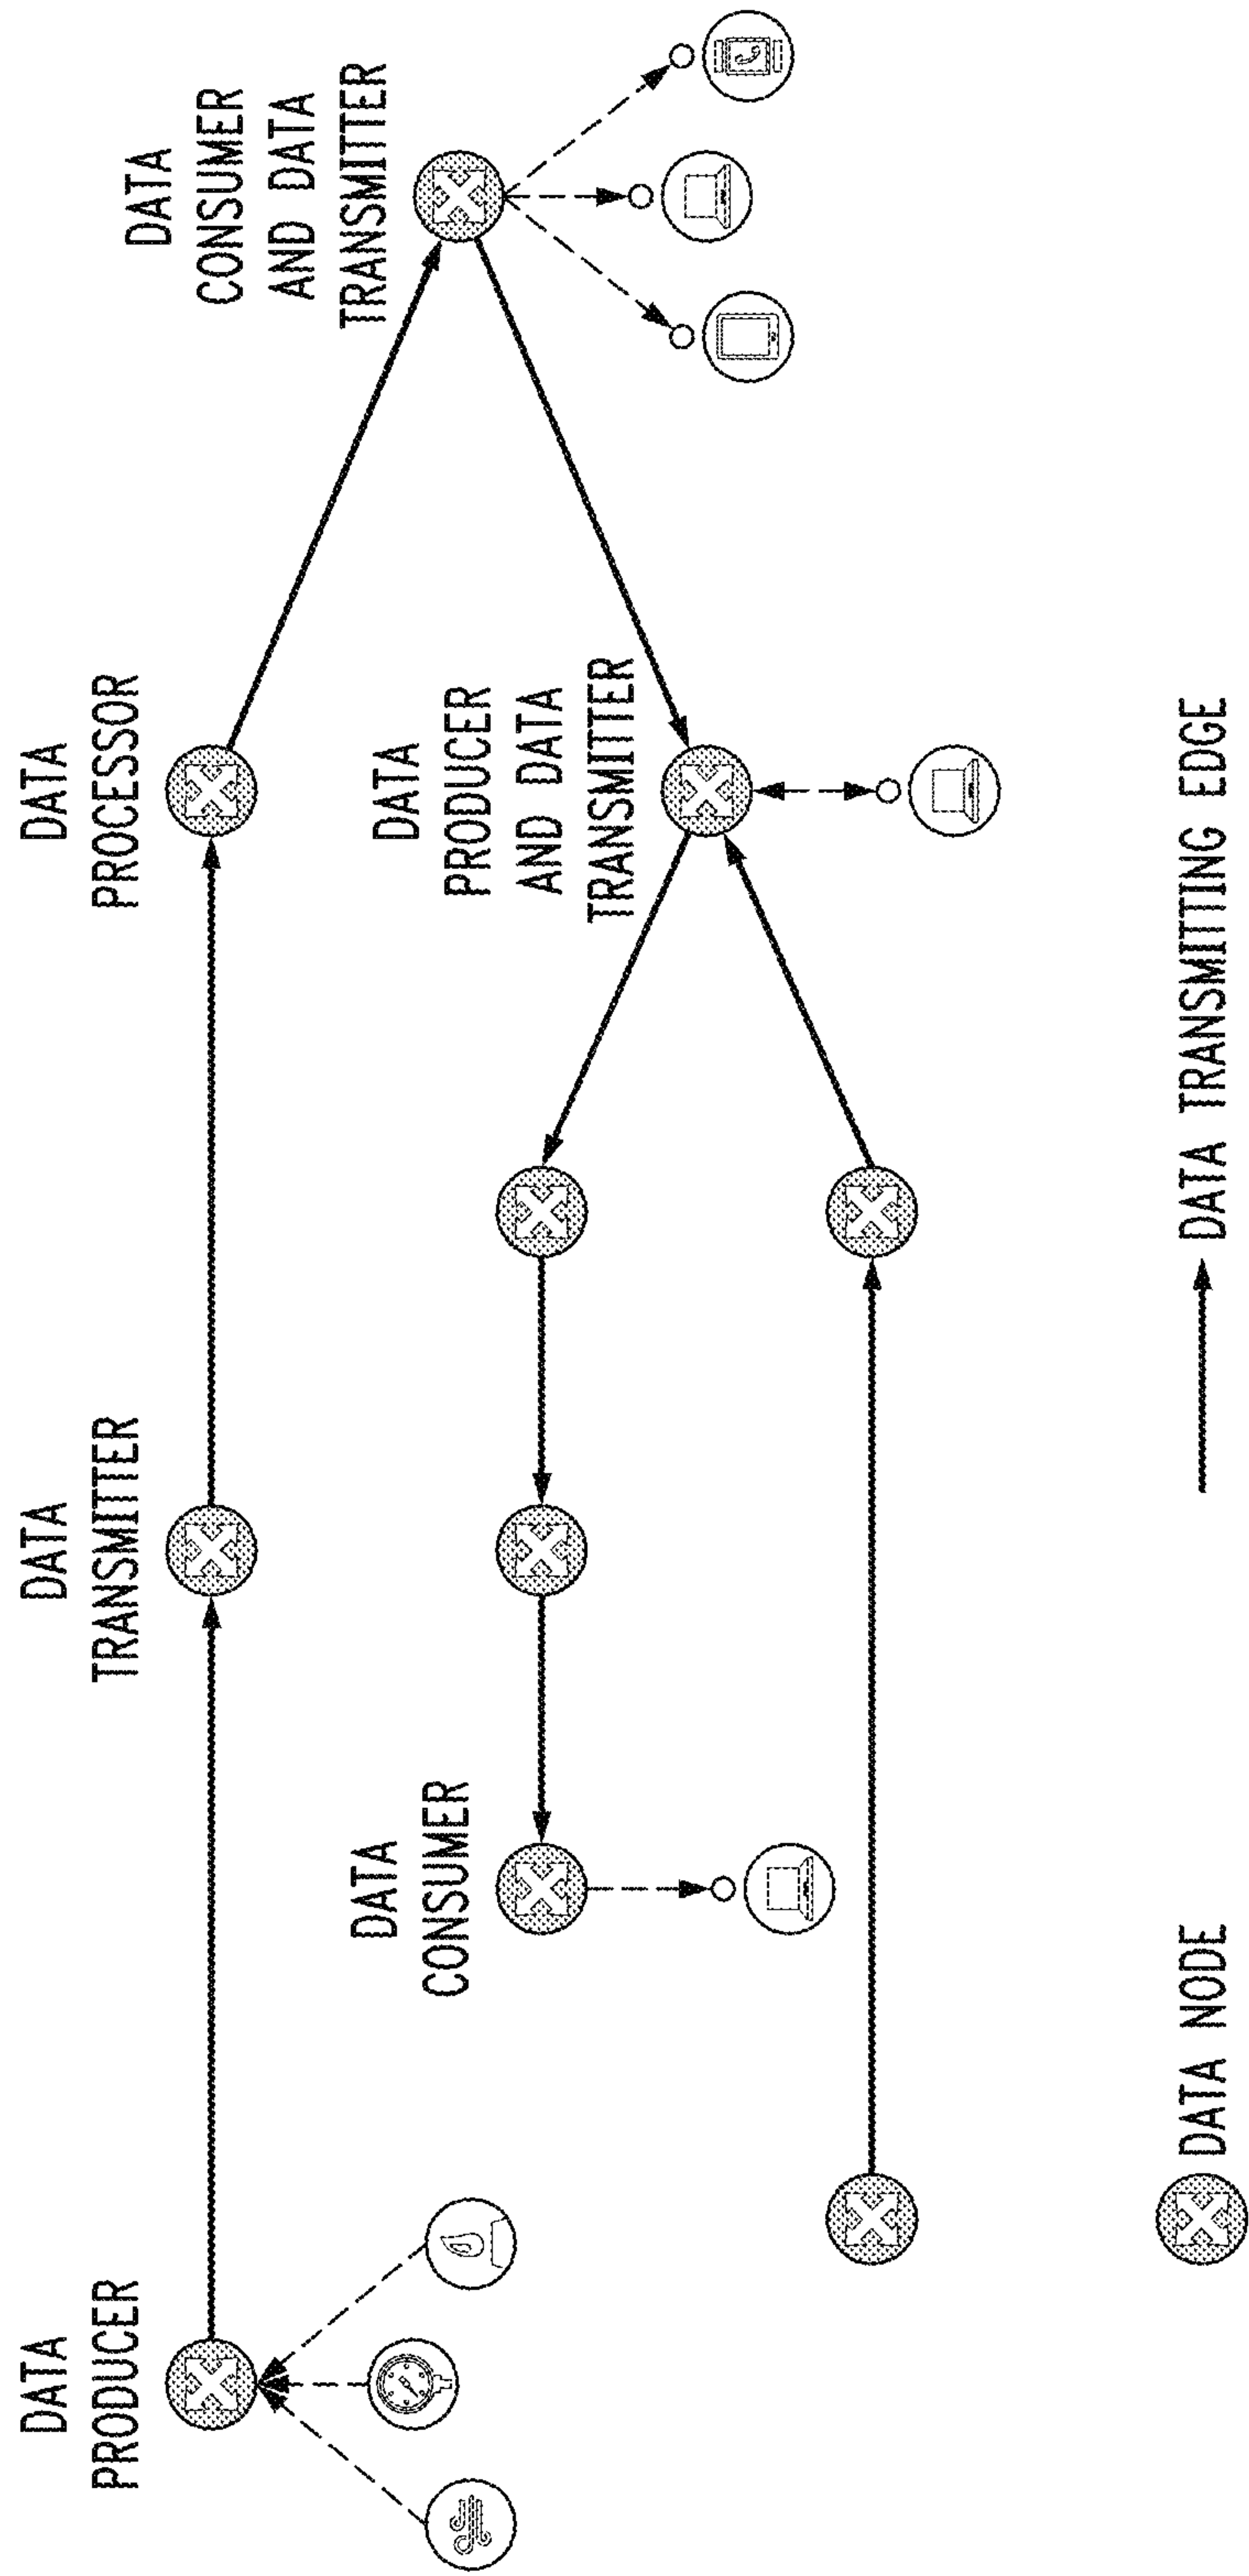 DATA
PRODUCER
DATA
TRANSMITTER
DATA
PROCESSOR
DATA
CONSUMER
AND DATA
TRANSMITTER
DATA
CONSUMER
DATA
PRODUCER
AND DATA
TRANSMITTER
DATA NODE
DATA TRANSMITTING EDGE